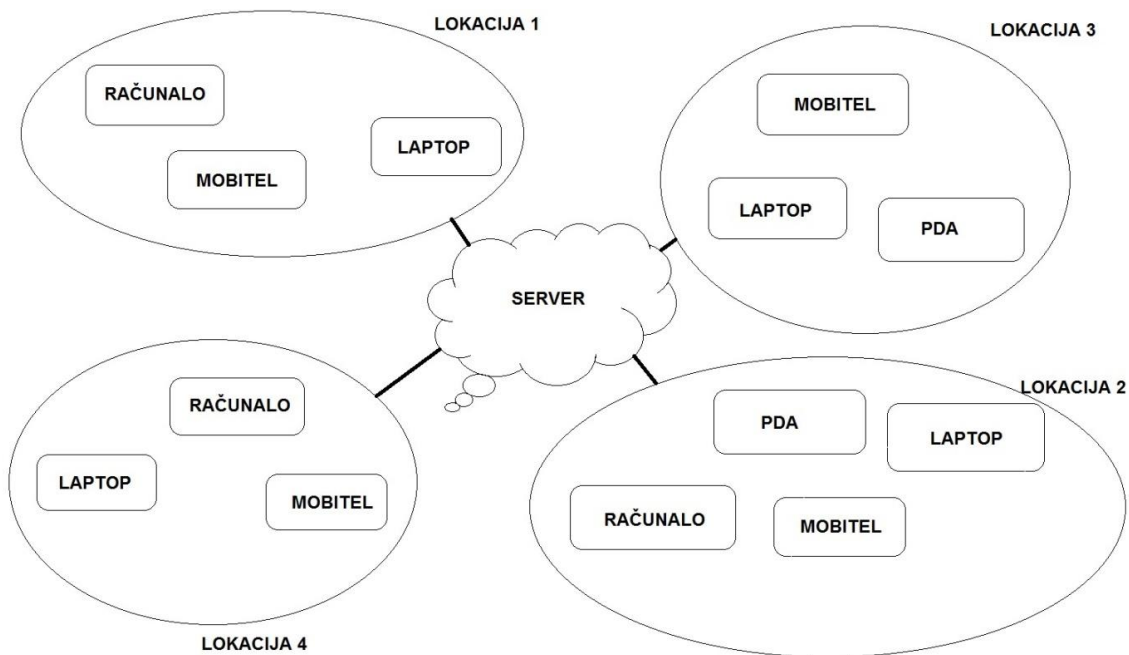 LOKACIJA 1
RAČUNALO
LAPTOP
MOBITEL
LOKACIJA 3
MOBITEL
LAPTOP
PDA
SERVER
RAČUNALO
LAPTOP
MOBITEL
LOKACIJA 4
LOKACIJA 2
PDA
LAPTOP
RAČUNALO
MOBITEL